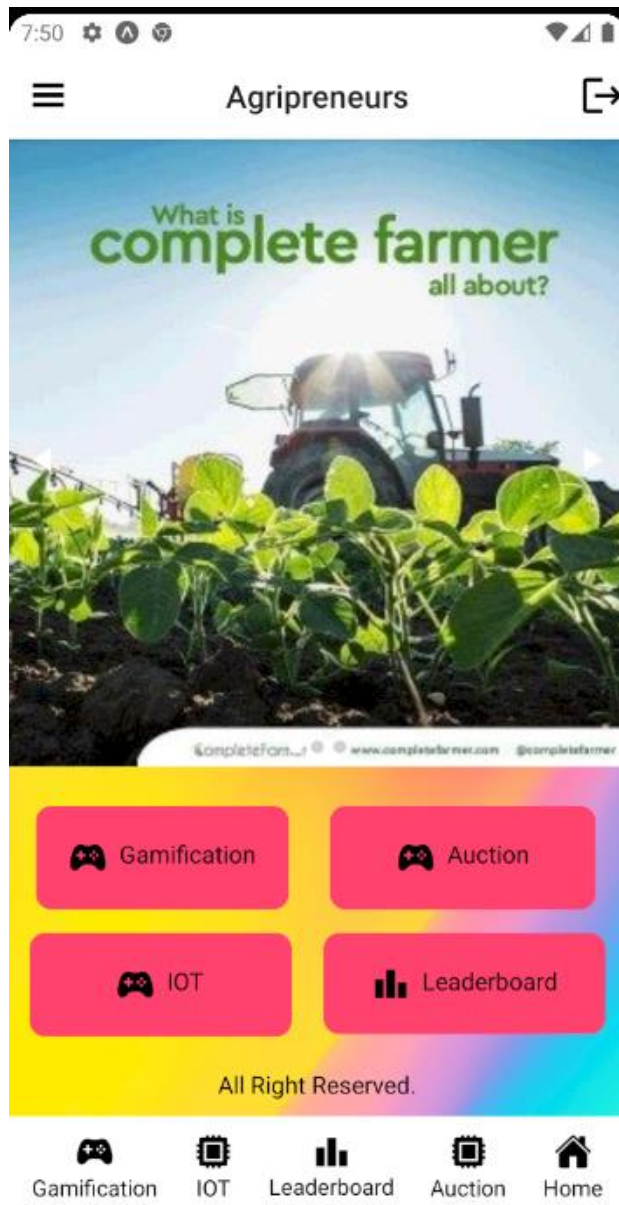 7:50
Agripreneurs
What is
complete farmer
all about?
www.completefarmer.com @completefarmer
Gamification
Auction
IOT
Leaderboard
All Right Reserved.
Gamification IOT Leaderboard Auction Home